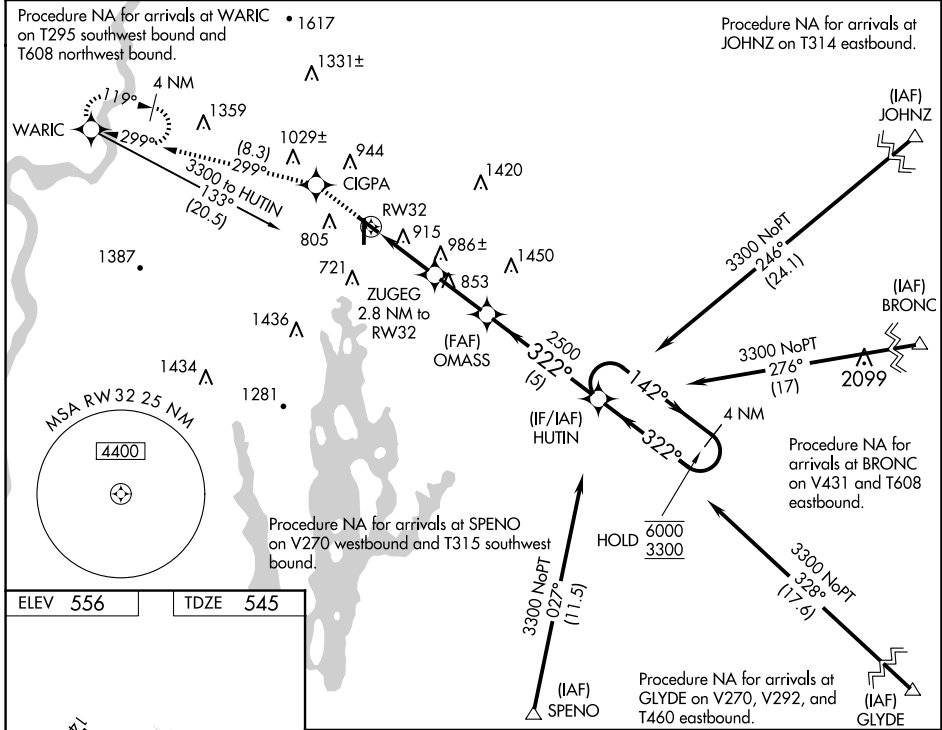 Procedure NA for arrivals at WARIC
on T295 southwest bound and
T608 northwest bound.
1617
Procedure NA for arrivals at
JOHNZ on T314 eastbound.
1331±
4 NM
119°
1359
WARIC
299°
(8.3)
299°
1029±
944
3300 to HUTIN
133°
(20.5)
CIGPA
1420
(IAF)
JOHNZ
RW32
805
915
986±
1450
853
721
1387
ZUGEG
2.8 NM to
RW32
3300 NoPT
246°
(24.1)
(IAF)
BRONC
1436
(FAF)
OMASS
2500
322°
(5)
3300 NoPT
276°
(17)
2099
1434
1281
142°
4 NM
322°
(IF/IAF)
HUTIN
MSA RW32 25 NM
4400
Procedure NA for
arrivals at BRONC
on V431 and T608
eastbound.
Procedure NA for arrivals at SPENO
on V270 westbound and T315 southwest
bound.
HOLD
6000
3300
3300 NoPT
027°
(11.5)
3300 NoPT
328°
(17.6)
ELEV 556
TDZE 545
(IAF)
SPENO
Procedure NA for arrivals at
GLYDE on V270, V292, and
T460 eastbound.
(IAF)
GLYDE